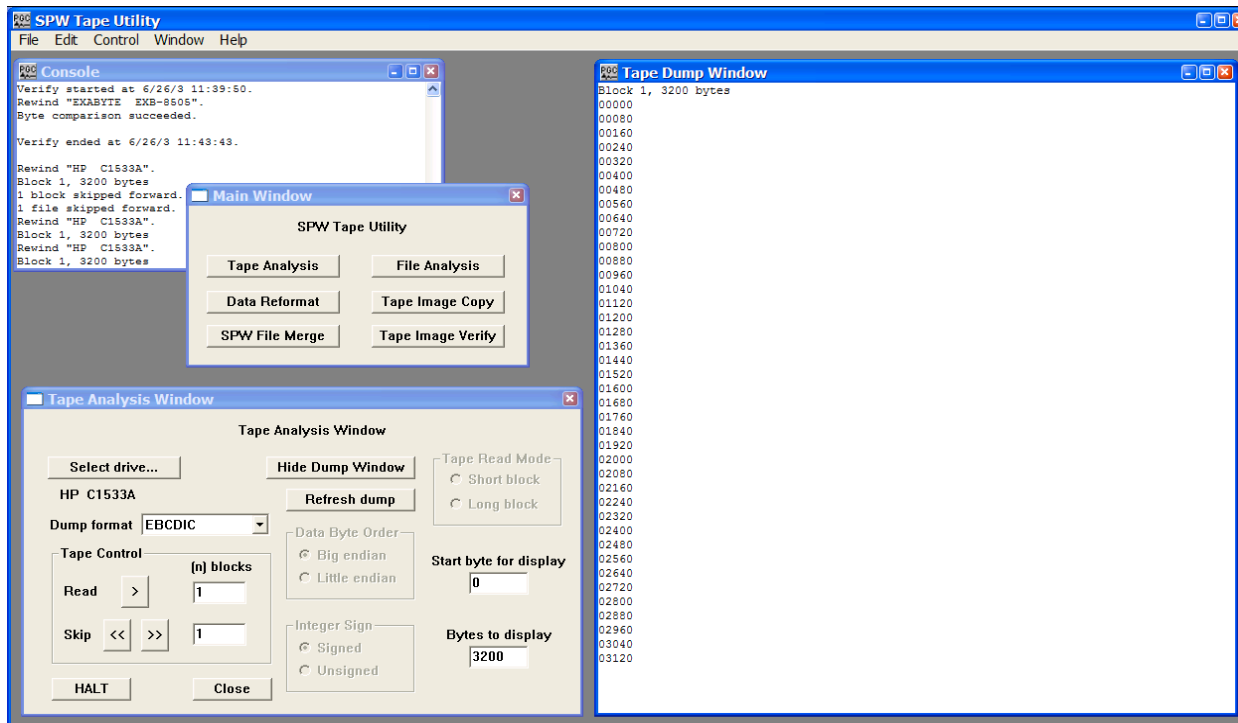 SPW Tape Utility
File Edit Control Window Help
PGC Console
Verify started at 6/26/3 11:39:50.
Rewind "EXABYTE  EXB-8505".
Byte comparison succeeded.
Verify ended at 6/26/3 11:43:43.
Rewind "HP  C1533A".
Block 1, 3200 bytes
1 block skipped forward.
1 file skipped forward.
Rewind "HP  C1533A".
Block 1, 3200 bytes
Rewind "HP  C1533A".
Block 1, 3200 bytes
Main Window
SPW Tape Utility
Tape Analysis File Analysis
Data Reformat Tape Image Copy
SPW File Merge Tape Image Verify
Tape Analysis Window
Tape Analysis Window
Select drive...
HP C1533A
Dump format EBCDIC
Tape Control
(n) blocks
Read > 1
Skip << >> 1
HALT Close
Hide Dump Window
Refresh dump
Data Byte Order
Big endian
Little endian
Integer Sign
Signed
Unsigned
Tape Read Mode
Short block
Long block
Start byte for display
0
Bytes to display
3200
PGC Tape Dump Window
Block 1, 3200 bytes
00000
00080
00160
00240
00320
00400
00480
00560
00640
00720
00800
00880
00960
01040
01120
01200
01280
01360
01440
01520
01600
01680
01760
01840
01920
02000
02080
02160
02240
02320
02400
02480
02560
02640
02720
02800
02880
02960
03040
03120